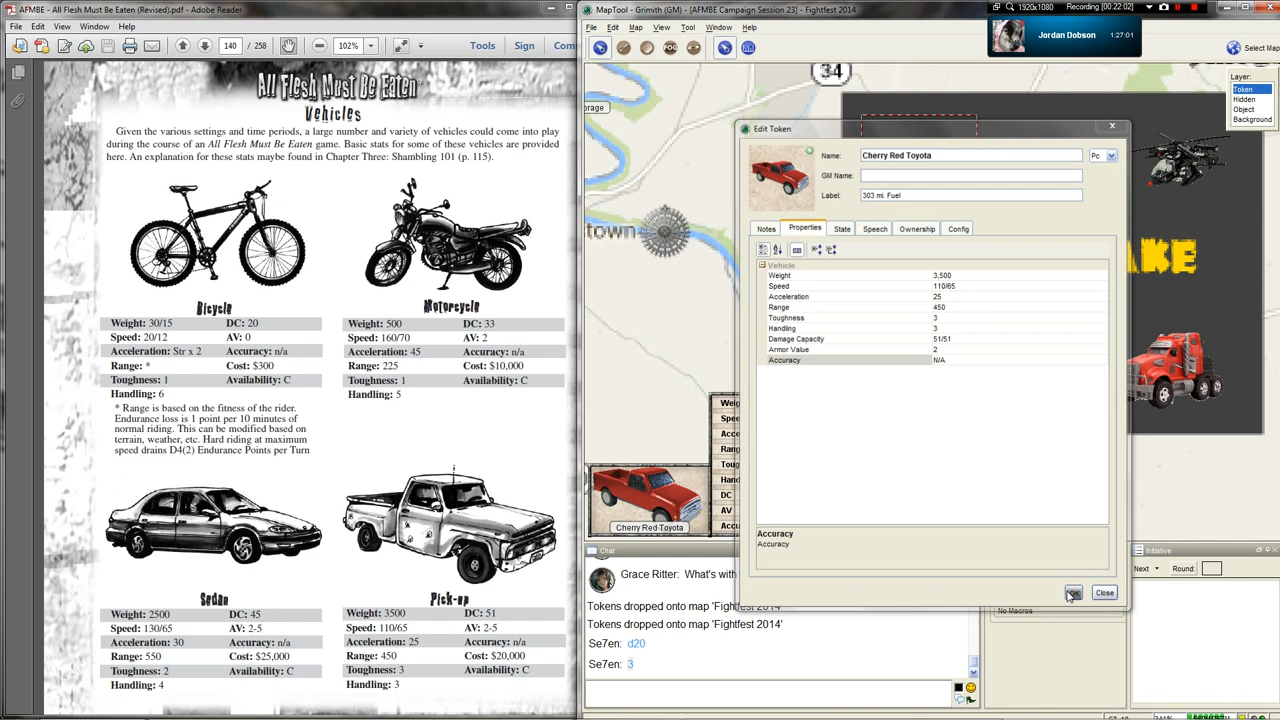 AFMBE - All Flesh Must Be Eaten (Revised).pdf - Adobe Reader
File Edit View Window Help
140 / 258 102% Tools Sign
All Flesh Must Be Eaten
Vehicles
Given the various settings and time periods, a large number and variety of vehicles could come into play
during the course of an All Flesh Must Be Eaten game. Basic stats for some of these vehicles are provided
here. An explanation for these stats maybe found in Chapter Three: Shambling 101 (p. 115).
Bicycle
Weight: 30/15 DC: 20
Speed: 20/12 AV: 0
Acceleration: Str x 2 Accuracy: n/a
Range: * Cost: $300
Toughness: 1 Availability: C
Handling: 6
* Range is based on the fitness of the rider.
Endurance loss is 1 point per 10 minutes of
normal riding. This can be modified based on
terrain, weather, etc. Hard riding at maximum
speed drains D4(2) Endurance Points per Turn
Motorcycle
Weight: 500 DC: 33
Speed: 160/70 AV: 2
Acceleration: 45 Accuracy: n/a
Range: 225 Cost: $10,000
Toughness: 1 Availability: C
Handling: 5
Sedan
Weight: 2500 DC: 45
Speed: 130/65 AV: 2-5
Acceleration: 30 Accuracy: n/a
Range: 550 Cost: $25,000
Toughness: 2 Availability: C
Handling: 4
Pick-up
Weight: 3500 DC: 51
Speed: 110/65 AV: 2-5
Acceleration: 25 Accuracy: n/a
Range: 450 Cost: $20,000
Toughness: 3 Availability: C
Handling: 3
MapTool - Grimith (GM) - [AFMBE Campaign Session 23] - Fightfest 2014
1920x1080 Recording [00:22:02]
File Edit Map View Tool Window Help
Jordan Dobson 1:27:01
FOG
Select Map
34
Layer:
Token
Hidden
Object
Background
town
Edit Token
Name: Cherry Red Toyota Pc
GM Name:
Label: 303 mi. Fuel
Notes Properties State Speech Ownership Config
Vehicle
Weight 3,500
Speed 110/65
Acceleration 25
Range 450
Toughness 3
Handling 3
Damage Capacity 51/51
Armor Value 2
Accuracy N/A
Accuracy
Accuracy
Close
DC
AV
Cherry Red Toyota
Chat
Grace Ritter: What's with
Tokens dropped onto map 'Fightfest 2014'
Tokens dropped onto map 'Fightfest 2014'
Se7en: d20
Se7en: 3
No Macros
Initiative
Next Round: